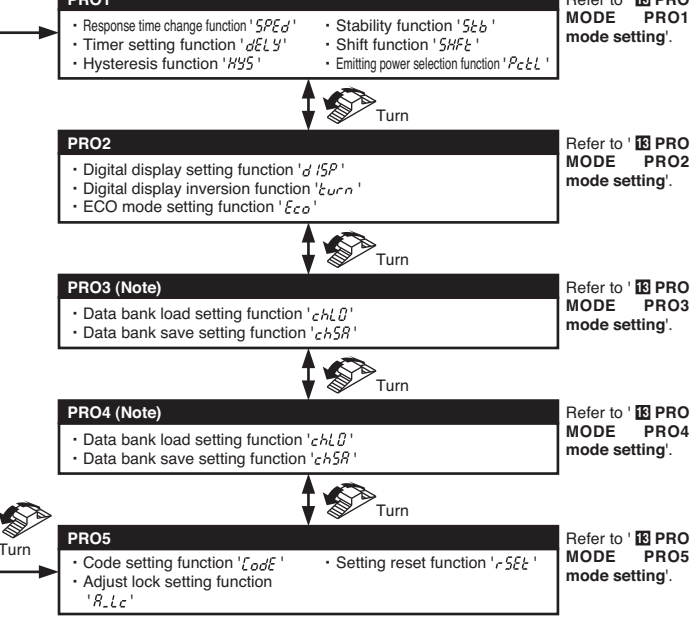 PRO1
Refer to ' 13 PRO
MODE PRO1
mode setting'.
・Response time change function 'SPEd'
・Stability function 'Stb'
・Timer setting function 'dELY'
・Shift function 'SHFt'
・Hysteresis function 'HYS'
・Emitting power selection function 'PctL'
Turn
PRO2
Refer to ' 13 PRO
MODE PRO2
mode setting'.
・Digital display setting function 'dISP'
・Digital display inversion function 'turn'
・ECO mode setting function 'Eco'
Turn
PRO3 (Note)
Refer to ' 13 PRO
MODE PRO3
mode setting'.
・Data bank load setting function 'chLO'
・Data bank save setting function 'chSA'
Turn
PRO4 (Note)
Refer to ' 13 PRO
MODE PRO4
mode setting'.
・Data bank load setting function 'chLO'
・Data bank save setting function 'chSA'
Turn
Turn
PRO5
Refer to ' 13 PRO
MODE PRO5
mode setting'.
・Code setting function 'CodE'
・Setting reset function 'rSEt'
・Adjust lock setting function
'A_Lc'